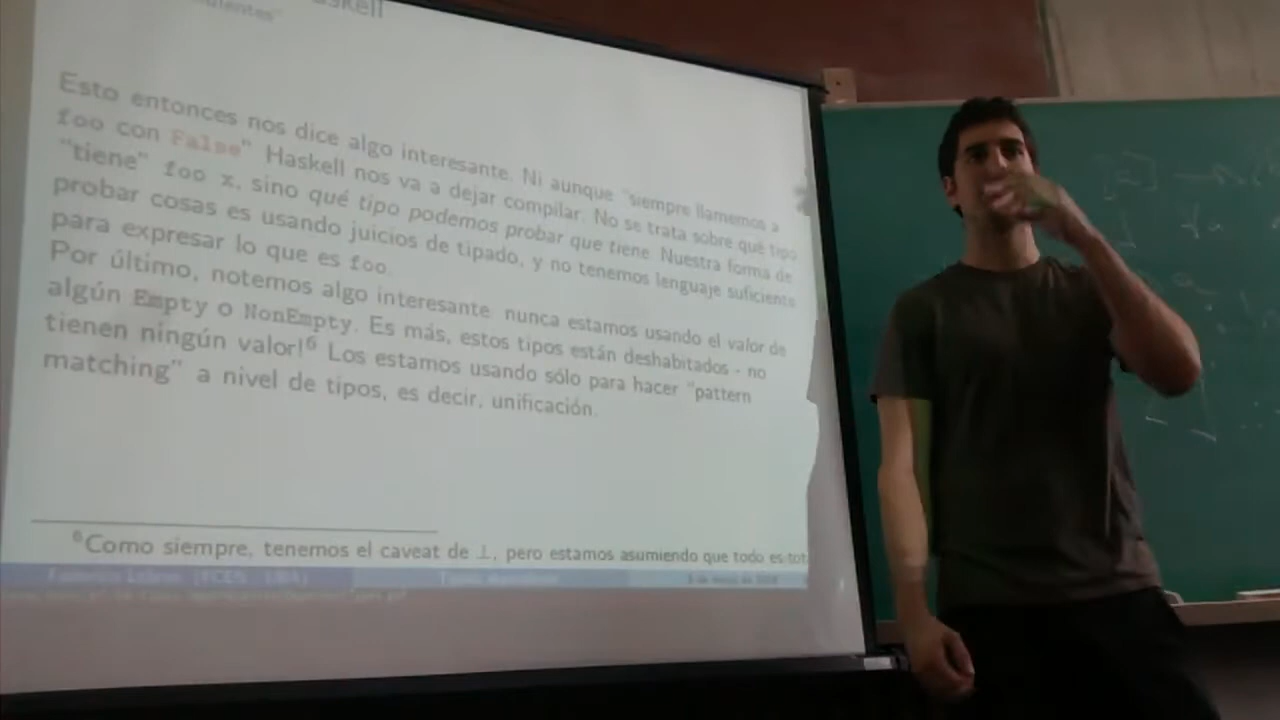 Haskell
Esto entonces nos dice algo interesante. Ni aunque "siempre llamemos a
foo con False" Haskell nos va a dejar compilar. No se trata sobre qué tipo
"tiene" foo x, sino qué tipo podemos probar que tiene. Nuestra forma de
probar cosas es usando juicios de tipado, y no tenemos lenguaje suficiente
para expresar lo que es foo.
Por último, notemos algo interesante: nunca estamos usando el valor de
algún Empty o NonEmpty. Es más, estos tipos están deshabitados - no
tienen ningún valor!⁶ Los estamos usando sólo para hacer "pattern
matching" a nivel de tipos, es decir, unificación.
⁶Como siempre, tenemos el caveat de ⊥, pero estamos asumiendo que todo es tot